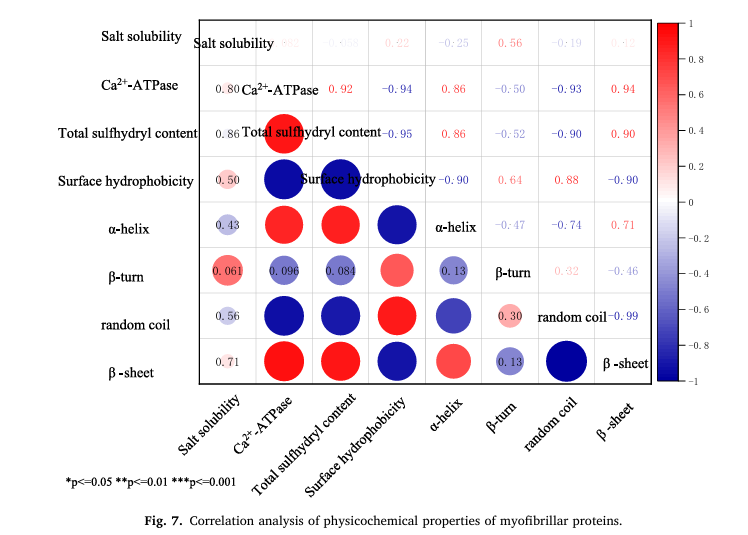 Salt solubility Salt solubility 0.22 -0.25 0.56 -0.19 1
Ca²⁺-ATPase 0.80 Ca²⁺-ATPase 0.92 -0.94 0.86 -0.50 -0.93 0.94 0.8
Total sulfhydryl content 0.86 Total sulfhydryl content -0.95 0.86 -0.52 -0.90 0.90 0.6
0.4
Surface hydrophobicity 0.50 Surface hydrophobicity -0.90 0.64 0.88 -0.90 0.2
0
α-helix 0.43 α-helix -0.47 -0.74 0.71 -0.2
β-turn 0.061 0.096 0.084 0.13 β-turn 0.32 -0.46 -0.4
-0.6
random coil 0.56 0.30 random coil -0.99 -0.8
β -sheet 0.71 0.13 β -sheet -1
Salt solubility
Ca²⁺-ATPase
Total sulfhydryl content
Surface hydrophobicity
α-helix
β-turn
random coil
β -sheet
*p<=0.05 **p<=0.01 ***p<=0.001
Fig. 7. Correlation analysis of physicochemical properties of myofibrillar proteins.